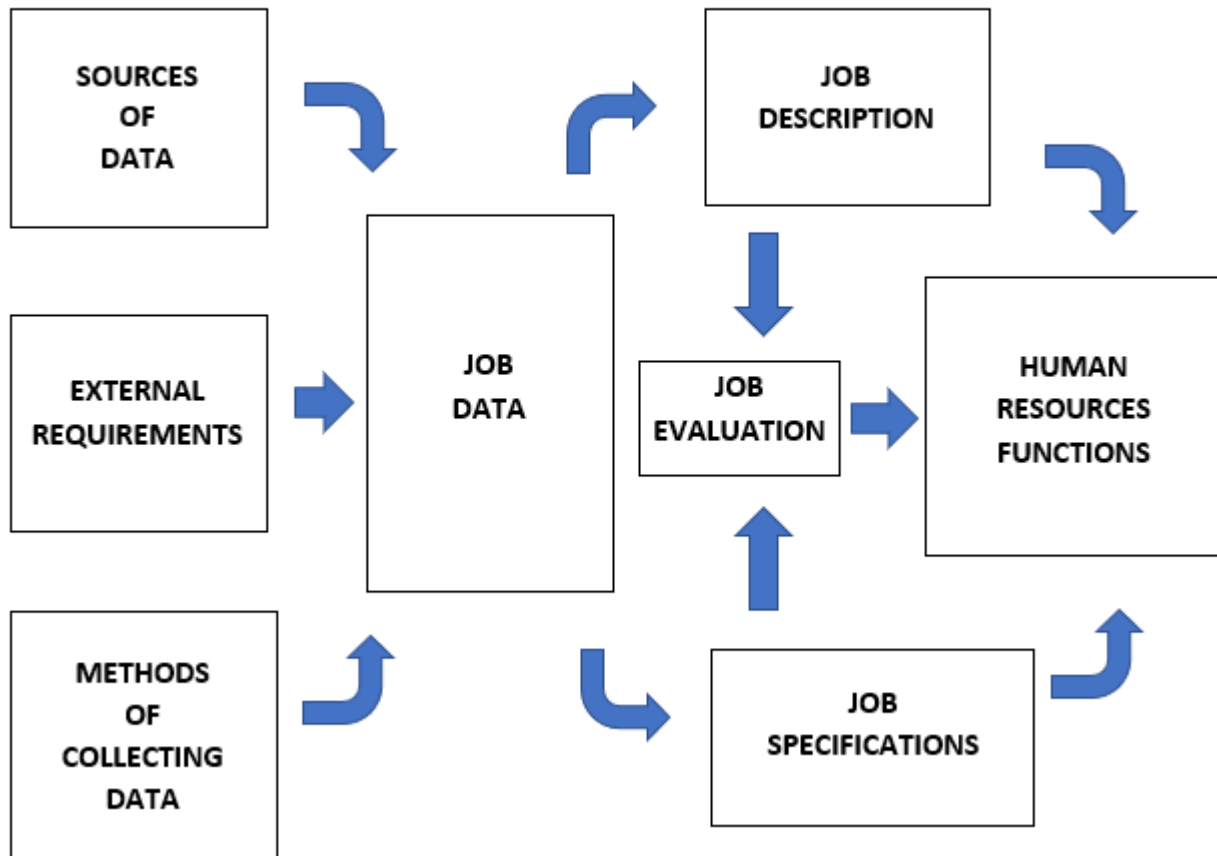 SOURCES
OF
DATA
EXTERNAL
REQUIREMENTS
METHODS
OF
COLLECTING
DATA
JOB
DATA
JOB
DESCRIPTION
JOB
EVALUATION
JOB
SPECIFICATIONS
HUMAN
RESOURCES
FUNCTIONS